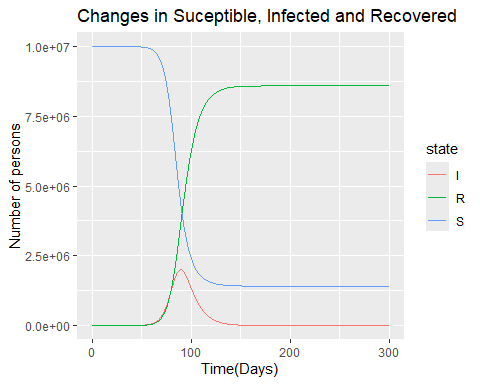 Changes in Suceptible, Infected and Recovered
1.0e+07
7.5e+06
5.0e+06
2.5e+06
0.0e+00
Number of persons
0
100
200
300
Time(Days)
state
I
R
S